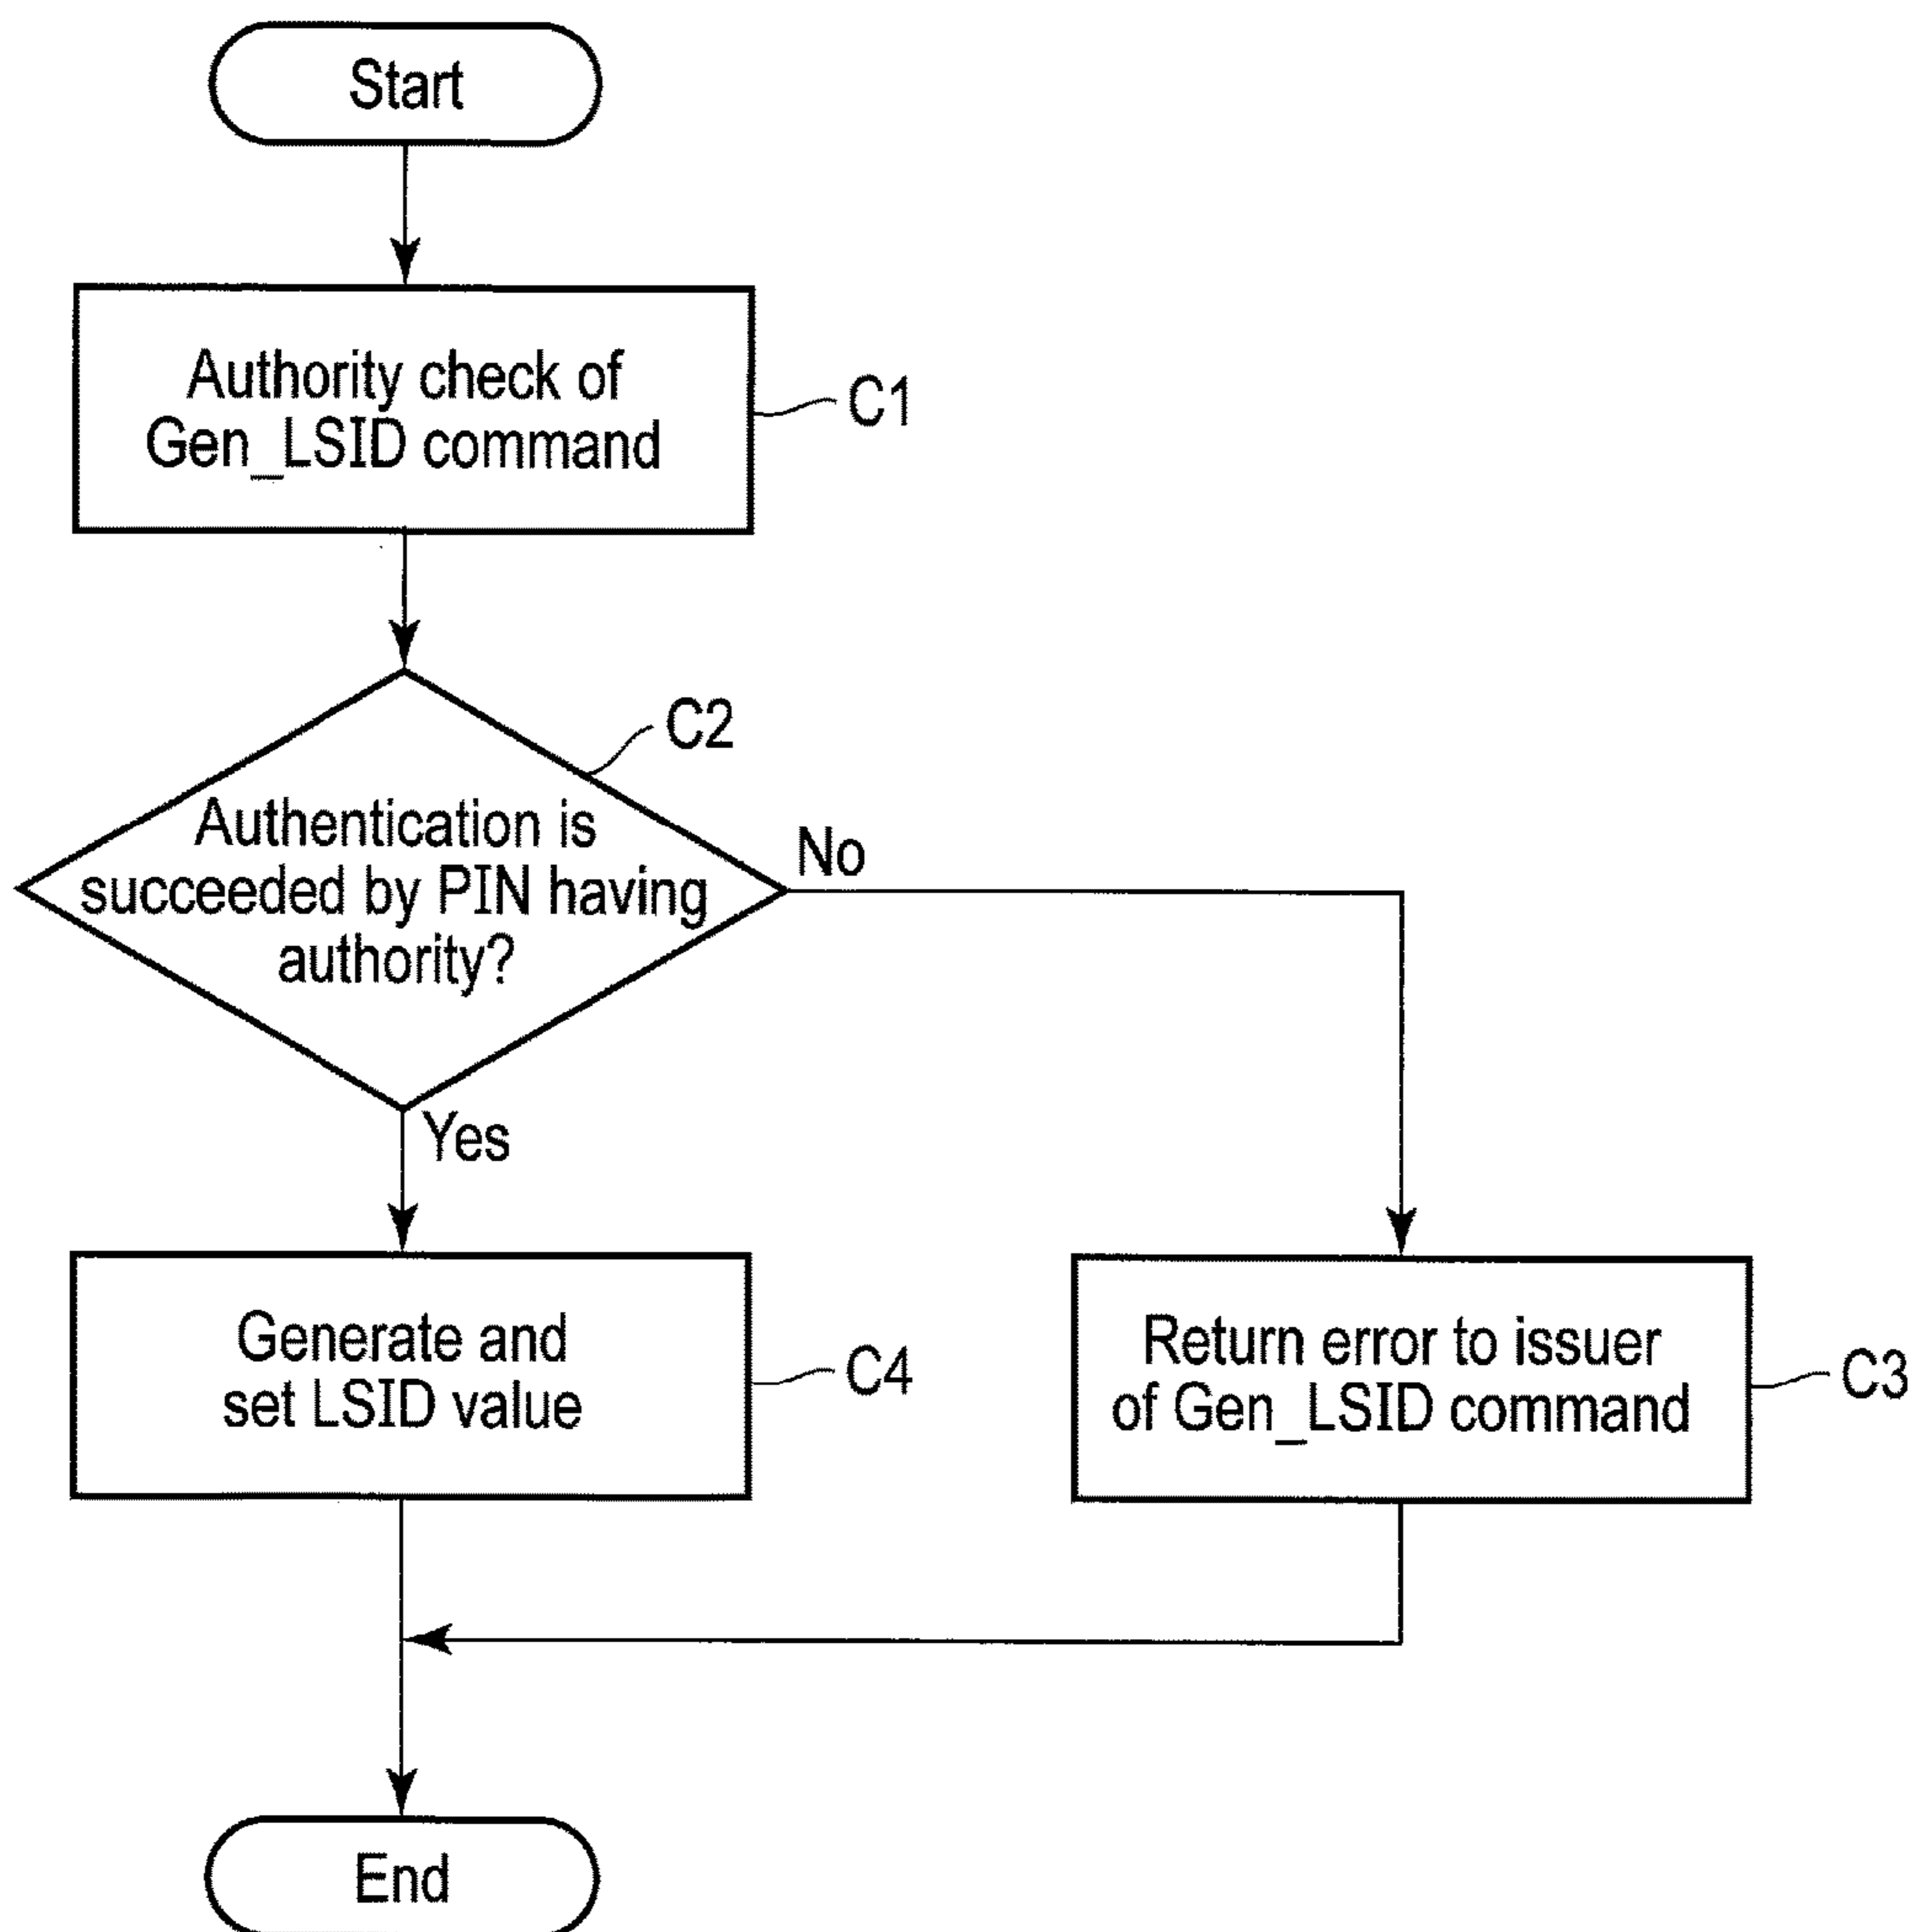 Start
Authority check of
Gen_LSID command
C1
C2
Authentication is
succeeded by PIN having
authority?
No
Yes
Generate and
set LSID value
C4
Return error to issuer
of Gen_LSID command
C3
End